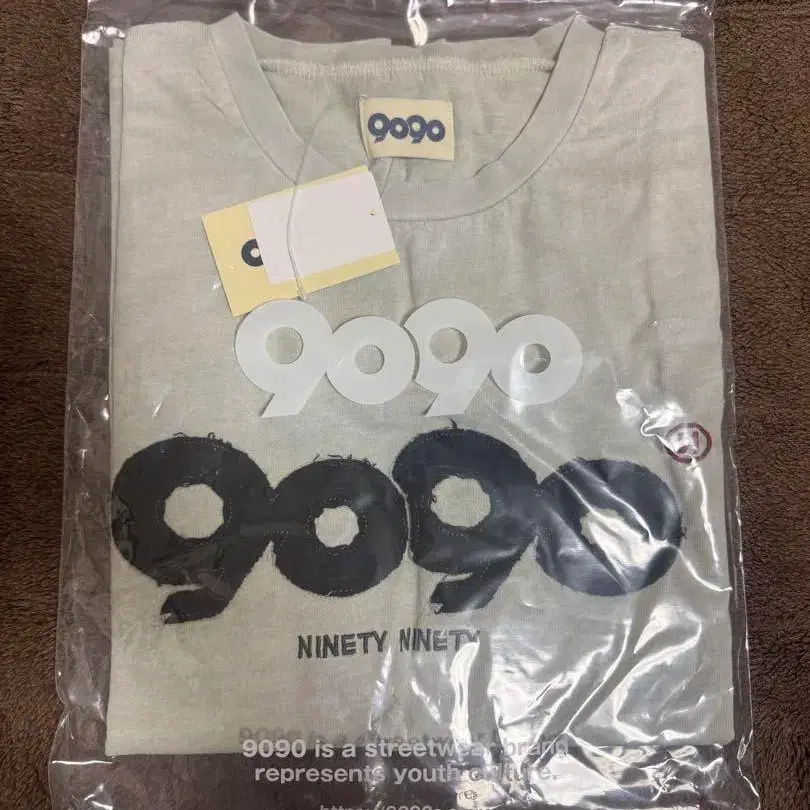 9090
9090
9090
NINETY NINETY
9090 is a streetwear brand
represents youth culture.